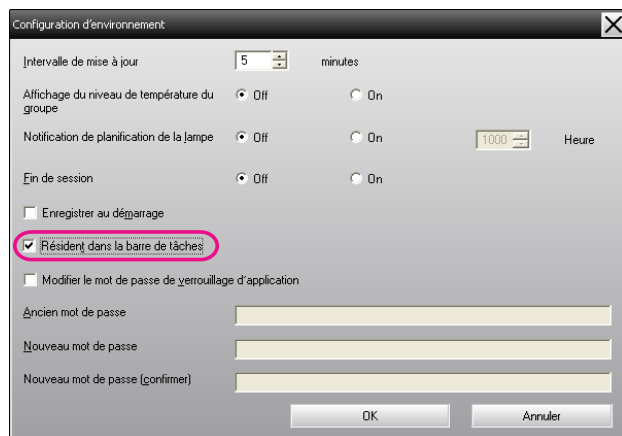 Configuration d'environnement
Intervalle de mise à jour 5 minutes
Affichage du niveau de température du Off On
groupe
Notification de planification de la lampe Off On 1000 Heure
Fin de session Off On
Enregistrer au démarrage
Résident dans la barre de tâches
Modifier le mot de passe de verrouillage d'application
Ancien mot de passe
Nouveau mot de passe
Nouveau mot de passe (confirmer)
OK Annuler